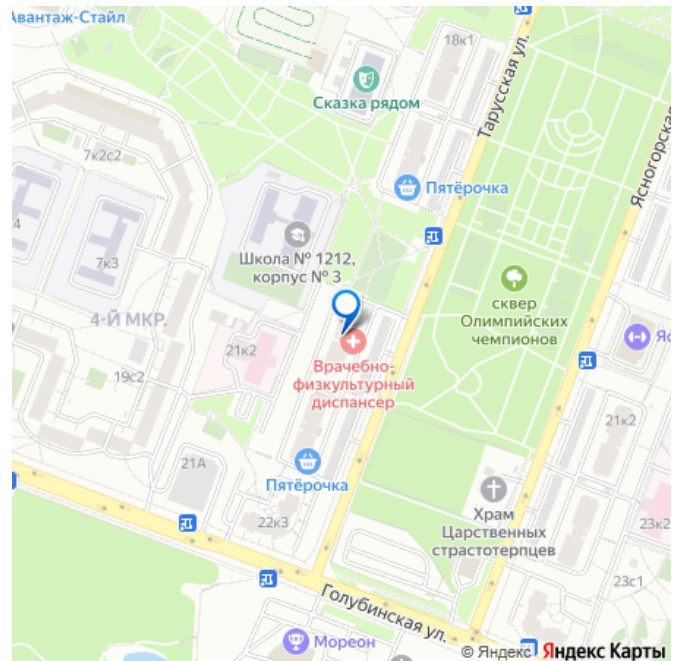 Авантаж-Стайл
18к1
Сказка рядом
Тарусская ул.
Ясногорская
7к2с2
Пятёрочка
4
7к3
Школа № 1212,
корпус № 3
сквер
Олимпийских
чемпионов
4-Й МКР.
21к2
Яс
Врачебно-
физкультурный
диспансер
19с2
21к2
21А
Пятёрочка
22к3
Храм
Царственных
страстотерпцев
23к2
23с1
Голубинская ул.
Мореон
© Яндекс Яндекс Карты